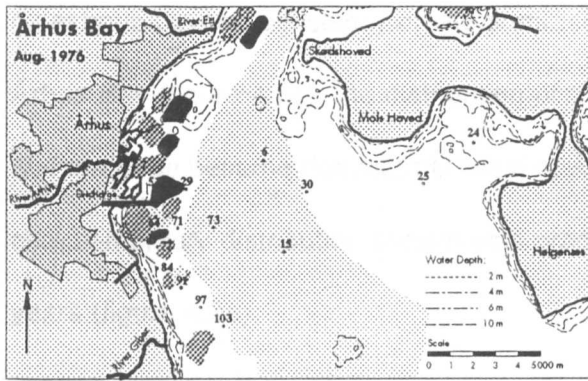 Århus Bay
Aug. 1976
River Egå
Skødshoved
Århus
Mols Hoved
24
6
29
30
25
71
73
15
84
97
103
Helgenæs
Water Depth:
2 m
4 m
6 m
10 m
N
Scale
0 1 2 3 4 5000 m